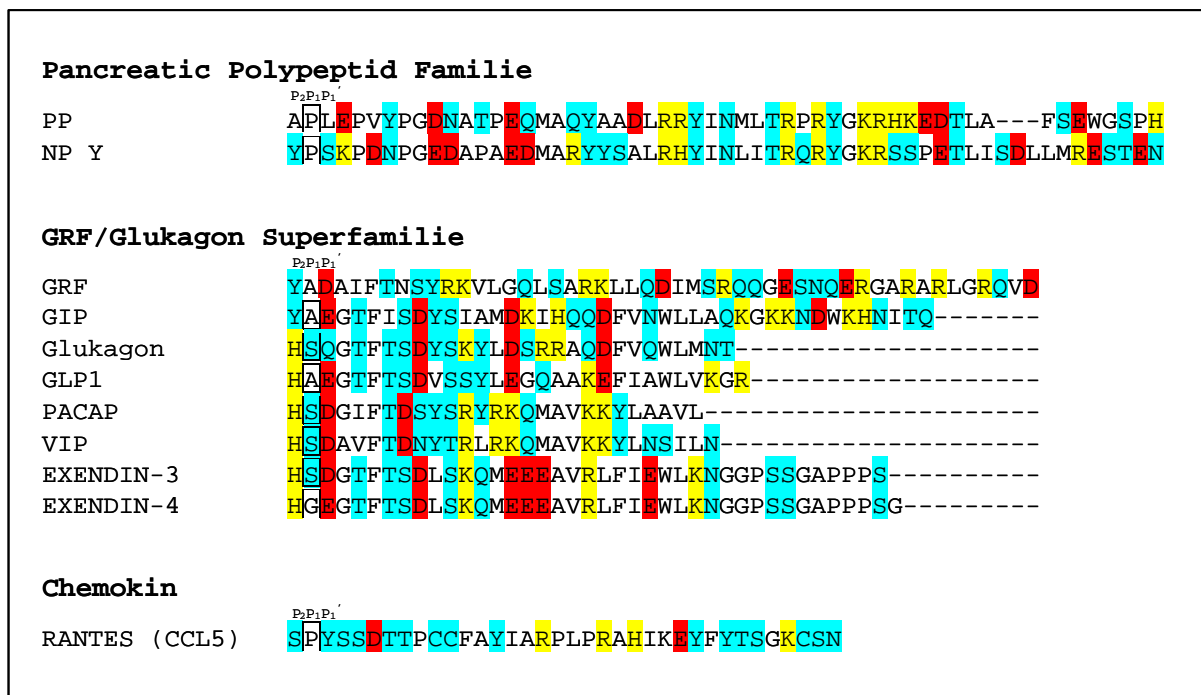 Pancreatic Polypeptid Familie
P₂P₁P₁′
PP APLEPVYPGDNATPEQMAQYAADLRRYINMLTRPRYGKRHKEDTLA---FSEWGSPH
NP Y YPSKPDNPGEDAPAEDMARYYSALRHYINLITRQRYGKRSSPETLISDLLMRESTEN
GRF/Glukagon Superfamilie
P₂P₁P₁′
GRF YADAIFTNSYRKVLGQLSARKLLQDIMSRQQGESNQERGARARLGRQVD
GIP YAEGTFISDYSIAMDKIHQQDFVNWLLAQKGKKNDWKHNITQ-------
Glukagon HSQGTFTSDYSKYLDSRRAQDFVQWLMNT--------------------
GLP1 HAEGTFTSDVSSYLEGQAAKEFIAWLVKGR-------------------
PACAP HSDGIFTDSYSRYRKQMAVKKYLAAVL----------------------
VIP HSDAVFTDNYTRLRKQMAVKKYLNSILN---------------------
EXENDIN-3 HSDGTFTSDLSKQMEEEAVRLFIEWLKNGGPSSGAPPPS----------
EXENDIN-4 HGEGTFTSDLSKQMEEEAVRLFIEWLKNGGPSSGAPPPSG---------
Chemokin
P₂P₁P₁′
RANTES (CCL5) SPYSSDTTPCCFAYIARPLPRAHIKEYFYTSGKCSN